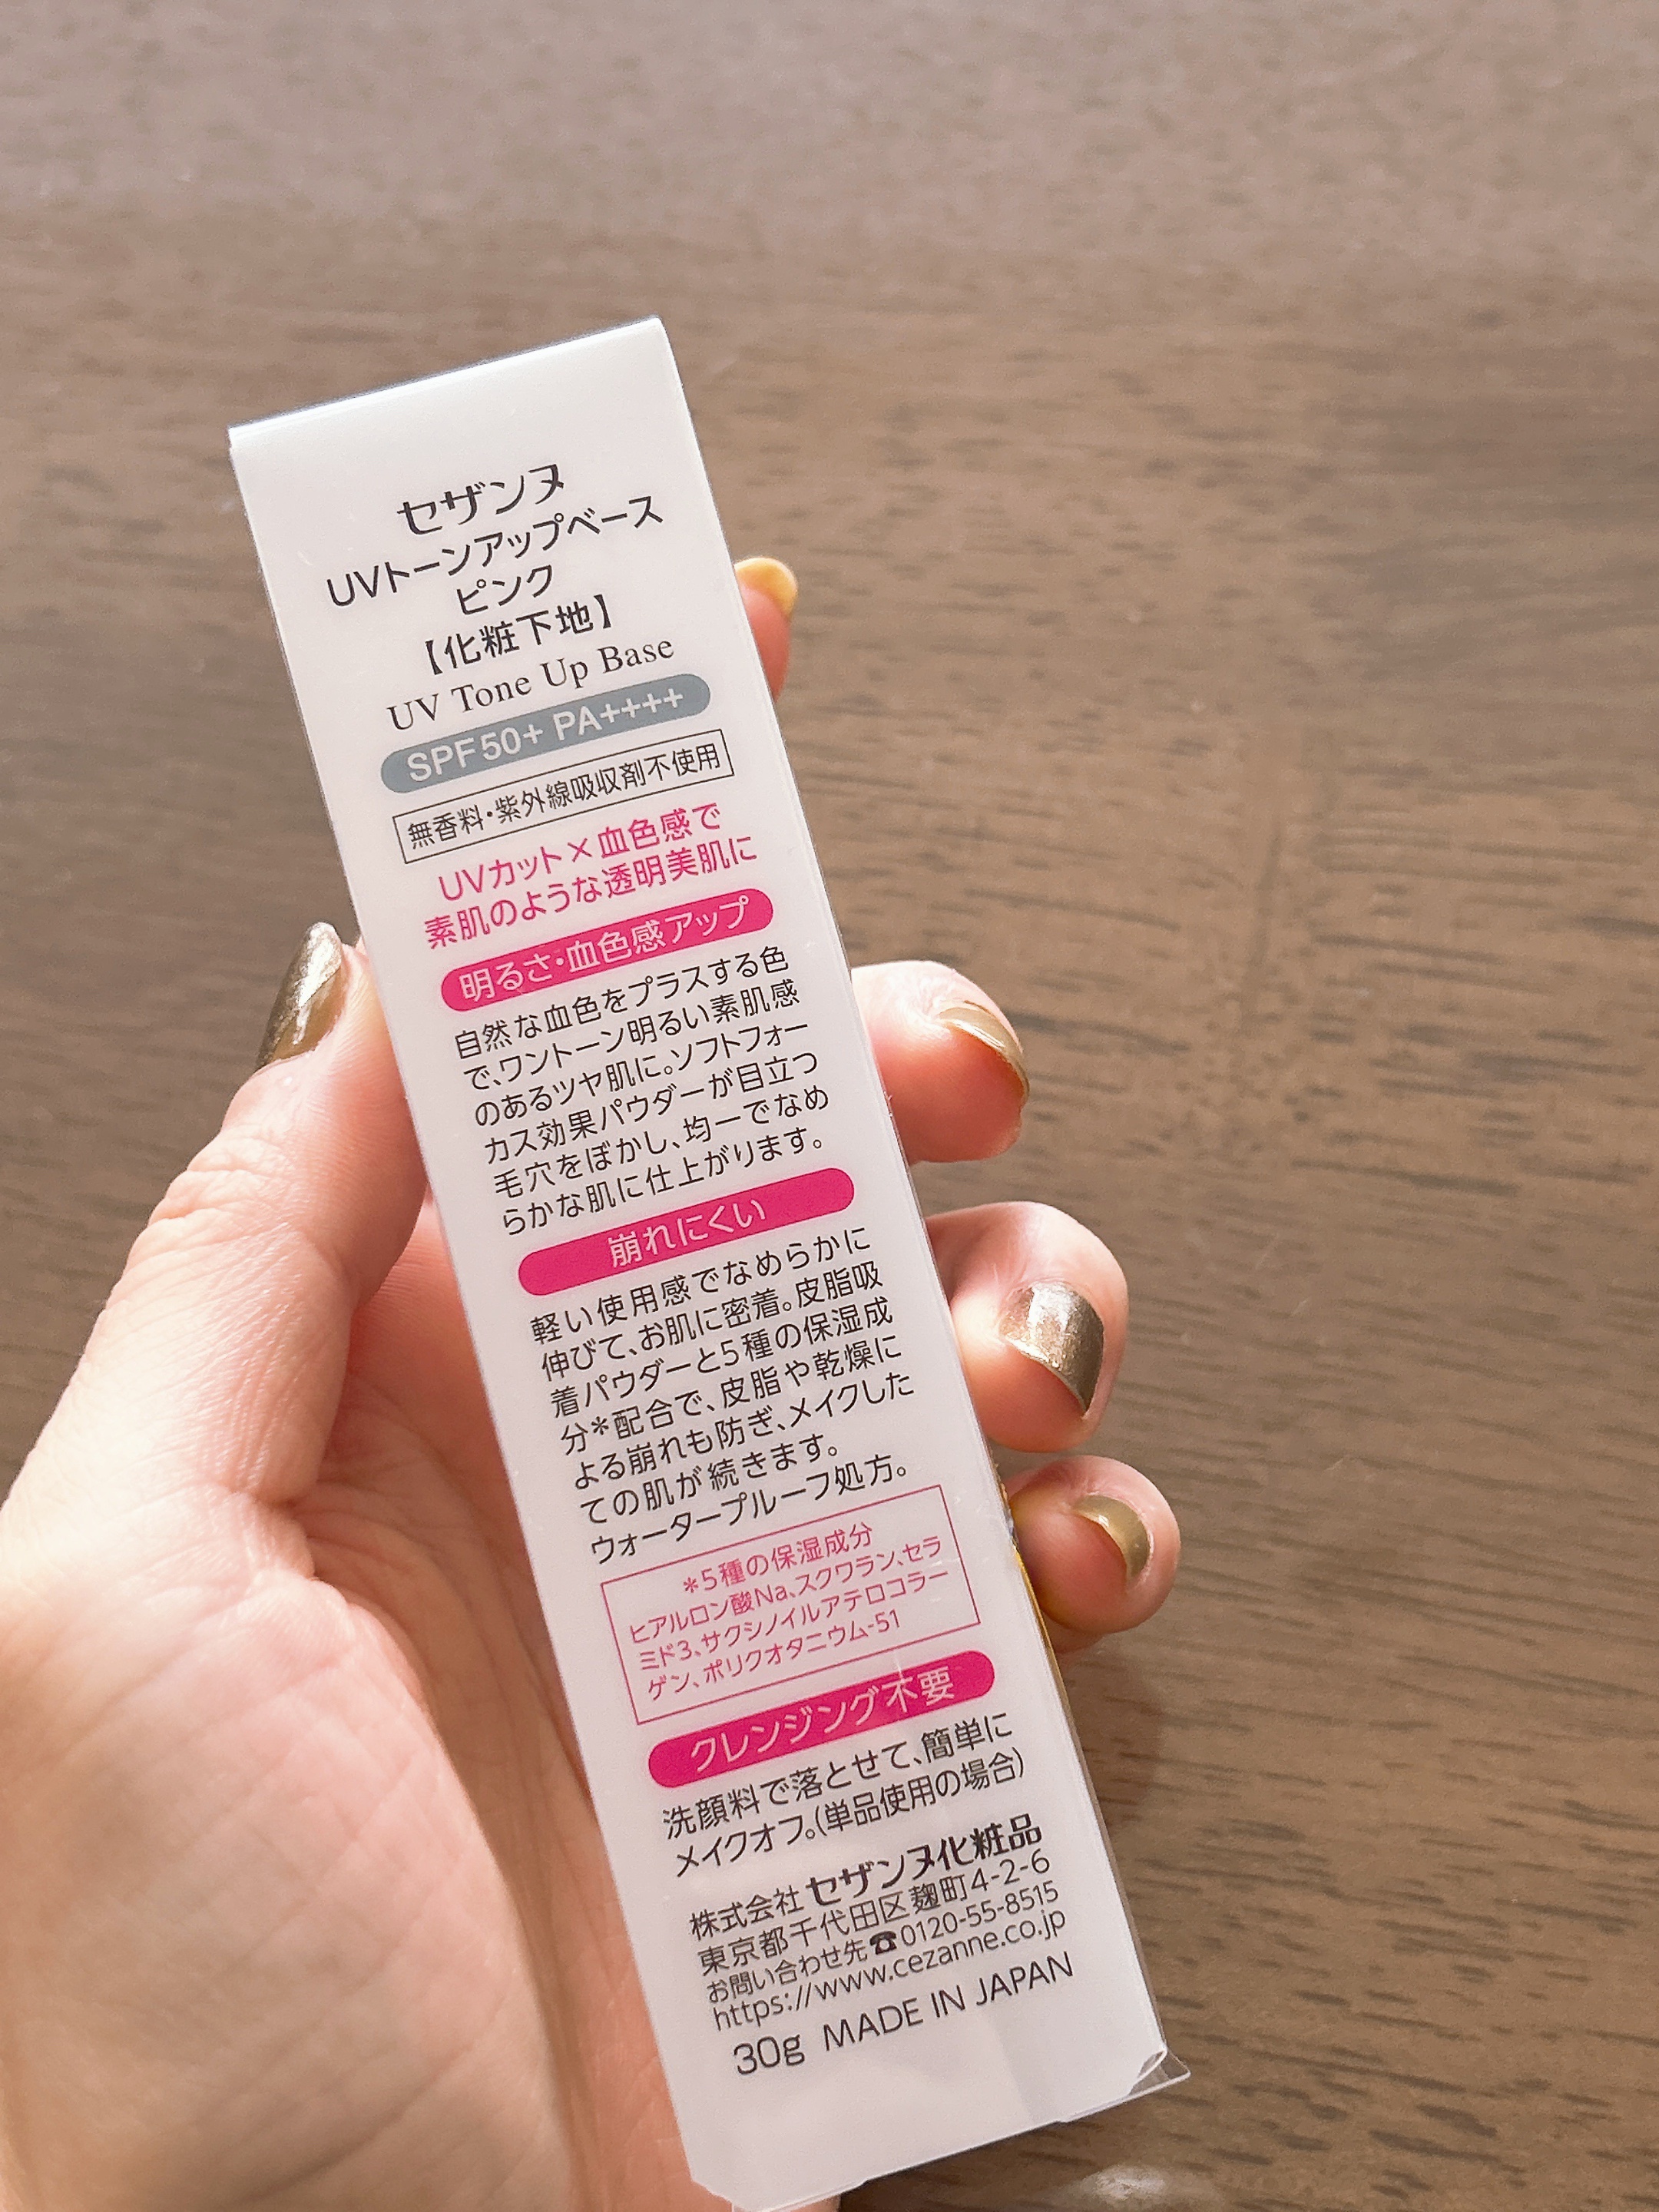 セザンヌ
UVトーンアップベース
ピンク
【化粧下地】
UV Tone Up Base
SPF50+ PA++++
無香料・紫外線吸収剤不使用
UVカット×血色感で
素肌のような透明美肌に
明るさ・血色感アップ
自然な血色をプラスする色
で、ワントーン明るい素肌感
のあるツヤ肌に。ソフトフォー
カス効果パウダーが目立つ
毛穴をぼかし、均一でなめ
らかな肌に仕上がります。
崩れにくい
軽い使用感でなめらかに
伸びて、お肌に密着。皮脂吸
着パウダーと5種の保湿成
分*配合で、皮脂や乾燥に
よる崩れも防ぎ、メイクした
ての肌が続きます。
ウォータープルーフ処方。
*5種の保湿成分
ヒアルロン酸Na、スクワラン、セラ
ミド3、サクシノイルアテロコラー
ゲン、ポリクオタニウム-51
クレンジング不要
洗顔料で落とせて、簡単に
メイクオフ。(単品使用の場合)
株式会社 セザンヌ化粧品
東京都千代田区麹町4-2-6
お問い合わせ先☎0120-55-8515
https://www.cezanne.co.jp
30g MADE IN JAPAN